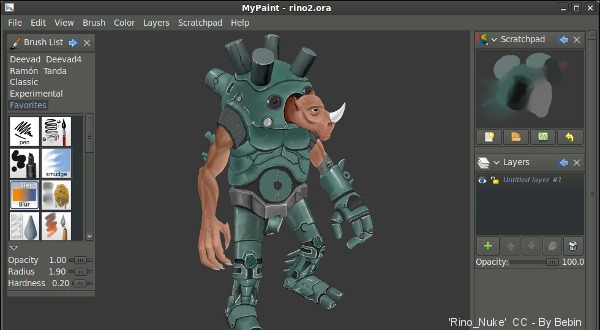 MyPaint - rino2.ora
File Edit View Brush Color Layers Scratchpad Help
Brush List
Deevad Deevad4
Ramón Tanda
Classic
Experimental
Favorites
pen
smudge
Bleed
Blur
Opacity 1.00
Radius 1.90
Hardness 0.20
Scratchpad
Layers
Untitled layer #1
Opacity: 100.0
'Rino_Nuke' CC - By Bebin